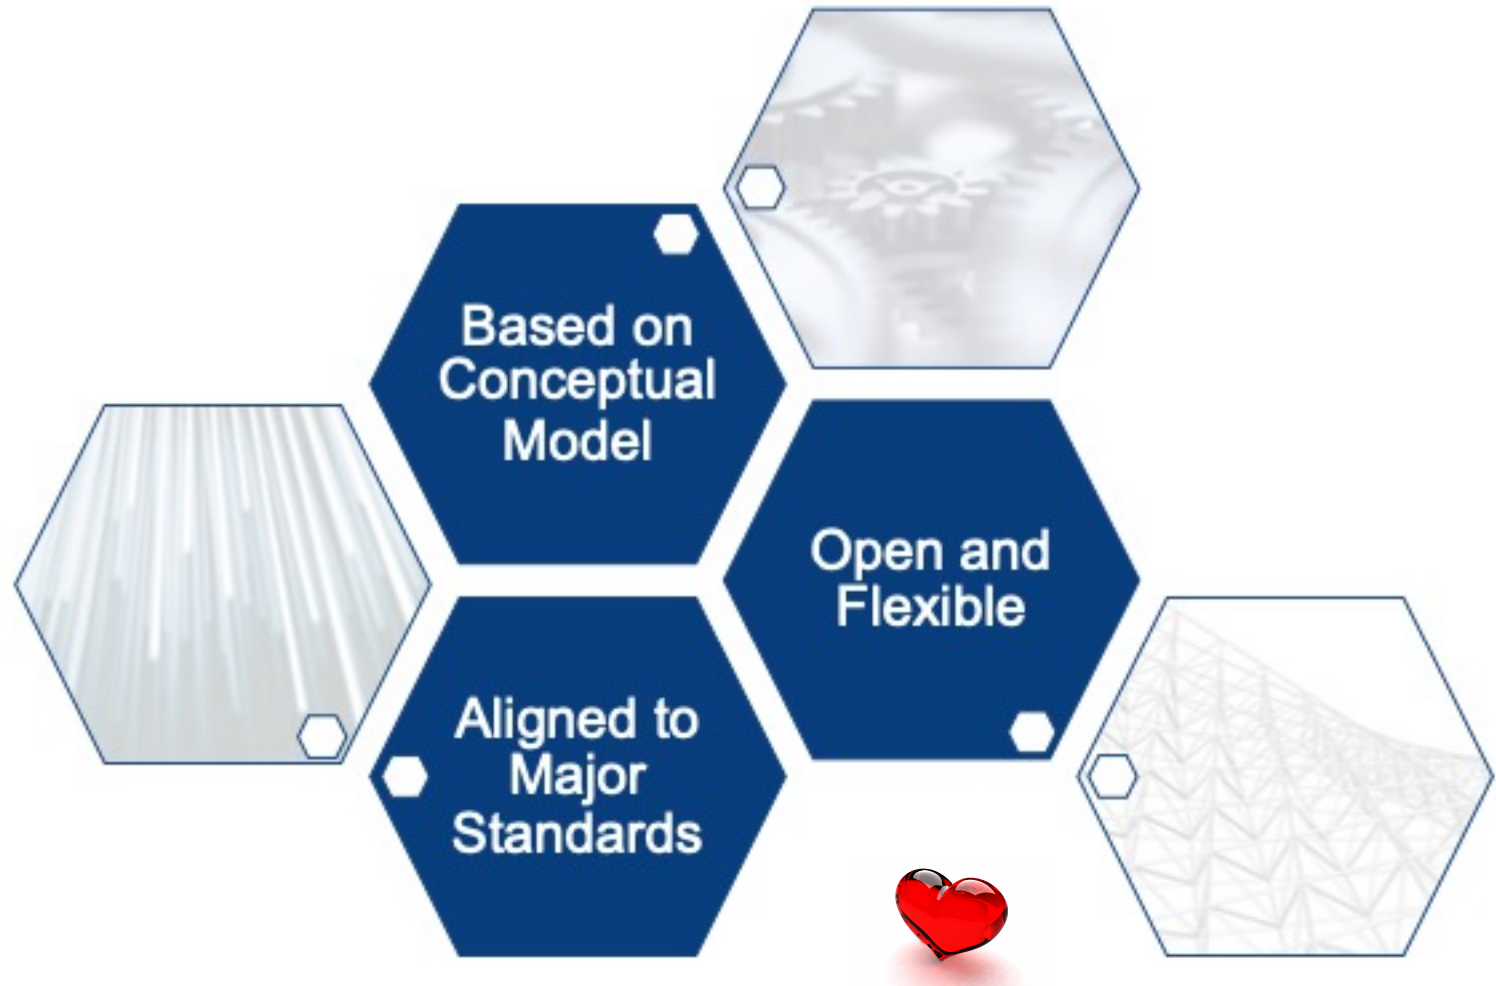 Based on
Conceptual
Model
Open and
Flexible
Aligned to
Major
Standards